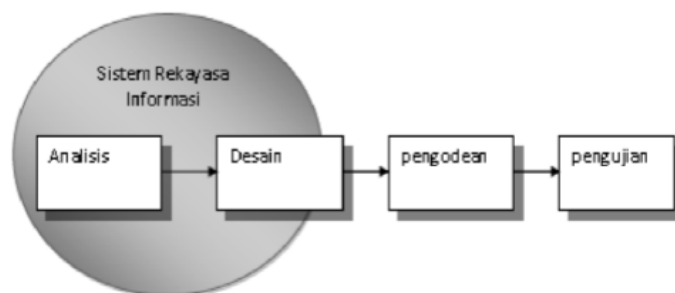 Sistem Rekayasa
Informasi
Analisis
Desain
pengodean
pengujian